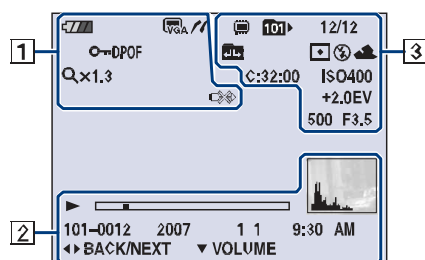 1
VGA
101
12/12
3
DPOF
×1.3
C:32:00
ISO400
+2.0EV
500 F3.5
2
101-0012 2007 1 1 9:30 AM
BACK/NEXT VOLUME